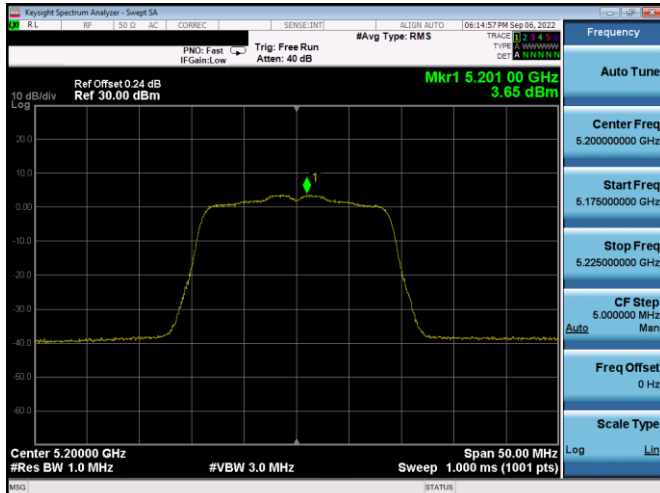 Keysight Spectrum Analyzer - Swept SA
RL RF 50 Ω AC CORREC SENSE:INT ALIGN AUTO 06:14:57 PM Sep 06, 2022
#Avg Type: RMS
TRACE 1 2 3 4 5 6
TYPE A WWWWW
DET A N N N N N
PNO: Fast Trig: Free Run
IFGain:Low Atten: 40 dB
Mkr1 5.201 00 GHz
3.65 dBm
Ref Offset 0.24 dB
10 dB/div Ref 30.00 dBm
Log
20.0
10.0
0.00
-10.0
-20.0
-30.0
-40.0
-50.0
-60.0
1
Center 5.20000 GHz Span 50.00 MHz
#Res BW 1.0 MHz #VBW 3.0 MHz Sweep 1.000 ms (1001 pts)
MSG STATUS
Frequency
Auto Tune
Center Freq
5.200000000 GHz
Start Freq
5.175000000 GHz
Stop Freq
5.225000000 GHz
CF Step
5.000000 MHz
Auto Man
Freq Offset
0 Hz
Scale Type
Log Lin